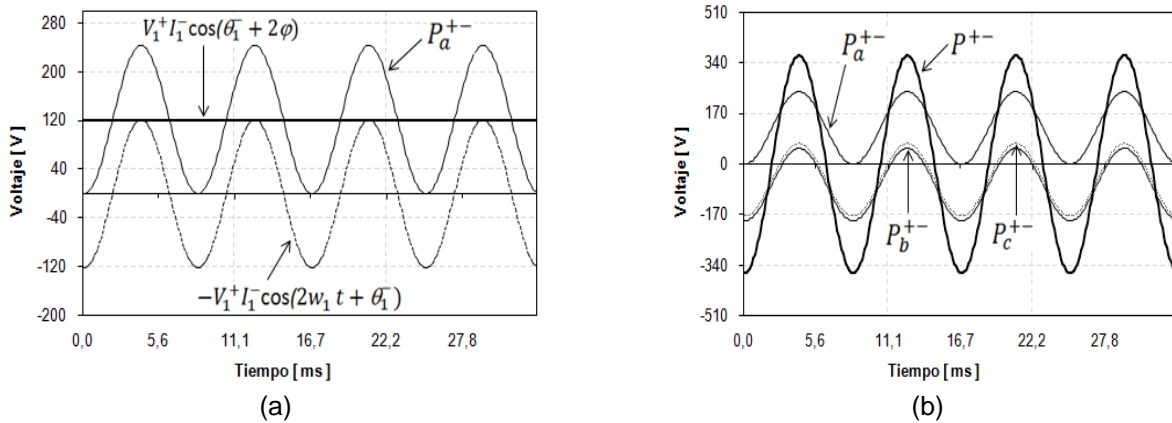 V₁⁺I₁⁻cos(θ₁⁻ + 2φ)
Pₐ⁺⁻
280
200
120
40
-40
-120
-200
Voltaje [ V ]
−V₁⁺I₁⁻cos(2w₁ t + θ₁⁻)
0,0 5,6 11,1 16,7 22,2 27,8
Tiempo [ ms ]
(a)
510
340
170
0
-170
-340
-510
Voltaje [ V ]
Pₐ⁺⁻ P⁺⁻
P_b⁺⁻ P_c⁺⁻
0,0 5,6 11,1 16,7 22,2 27,8
Tiempo [ ms ]
(b)